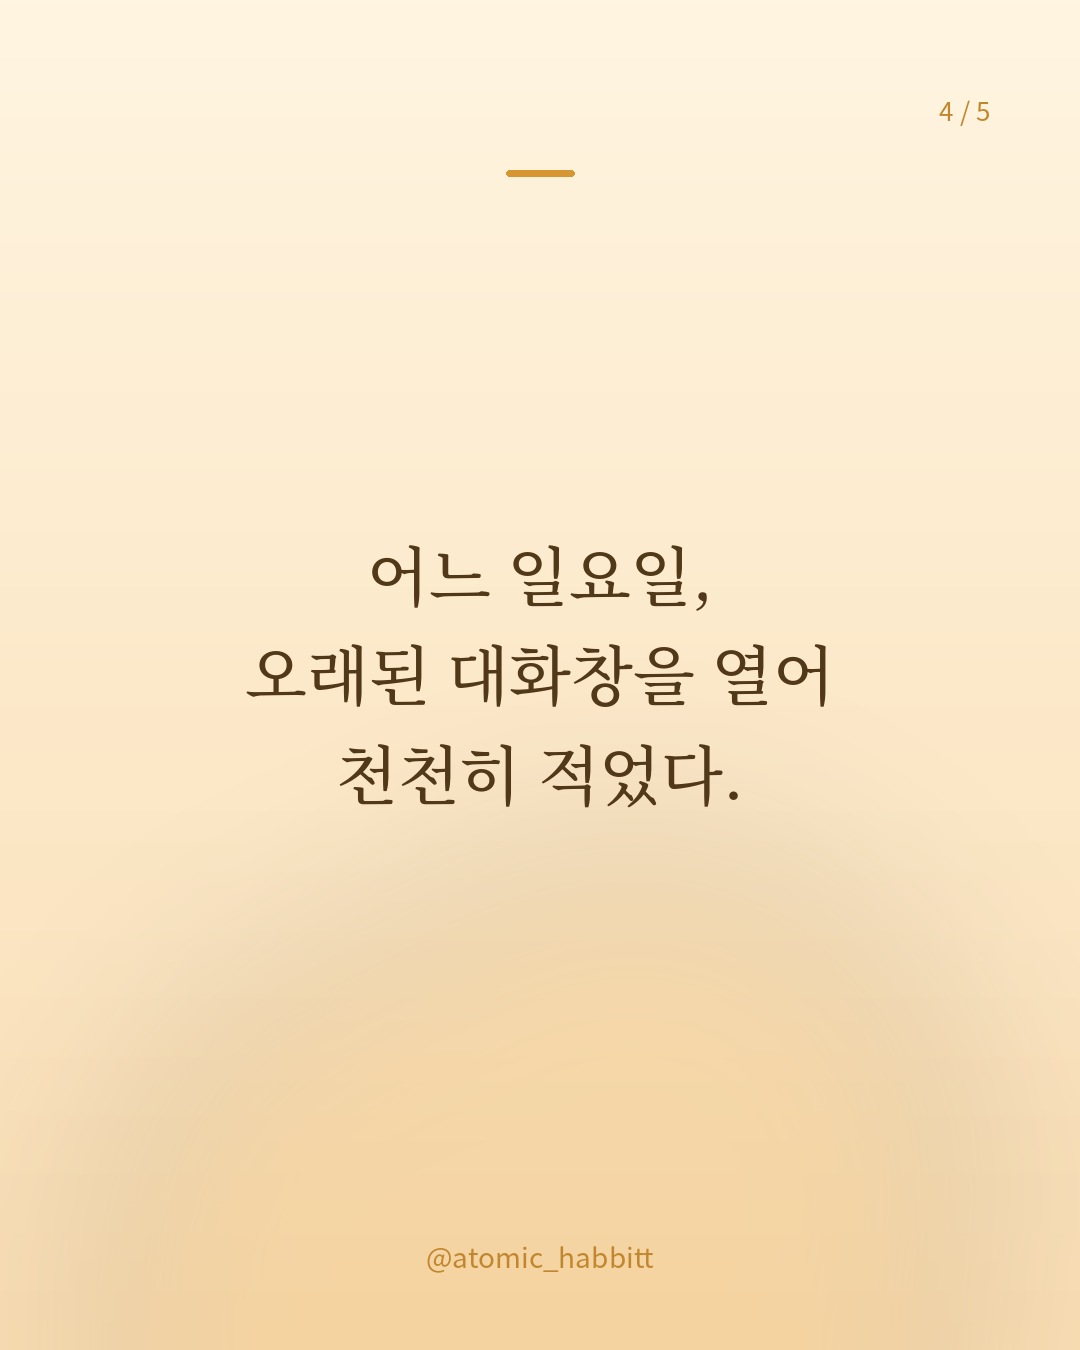 4 / 5
어느 일요일,
오래된 대화창을 열어
천천히 적었다.
@atomic_habbitt